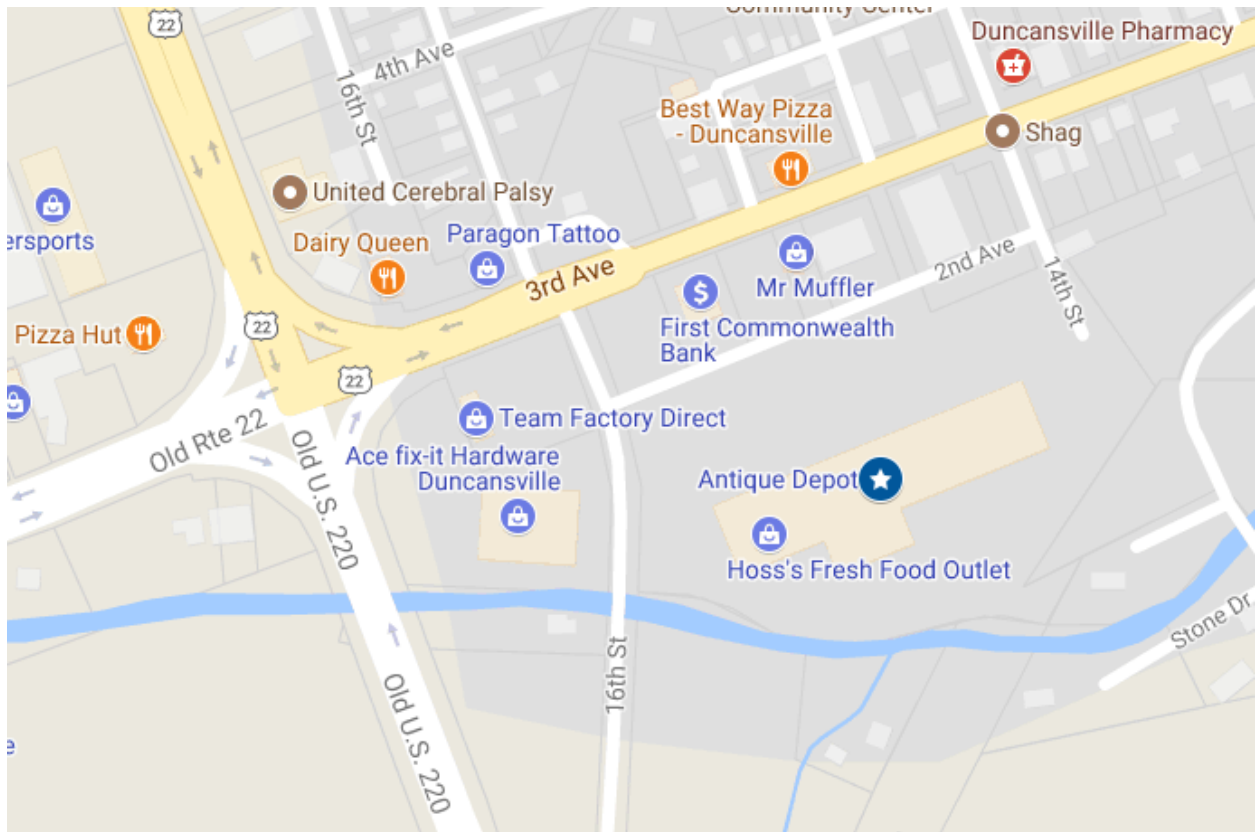 22
Community Center
Duncansville Pharmacy
4th Ave
16th St
Best Way Pizza
- Duncansville
Shag
United Cerebral Palsy
ersports
Dairy Queen
Paragon Tattoo
3rd Ave
2nd Ave
14th St
Mr Muffler
22
Pizza Hut
First Commonwealth
Bank
22
Team Factory Direct
Old Rte 22
Old U.S. 220
Ace fix-it Hardware
Duncansville
Antique Depot
Hoss's Fresh Food Outlet
Stone Dr
16th St
Old U.S. 220
e